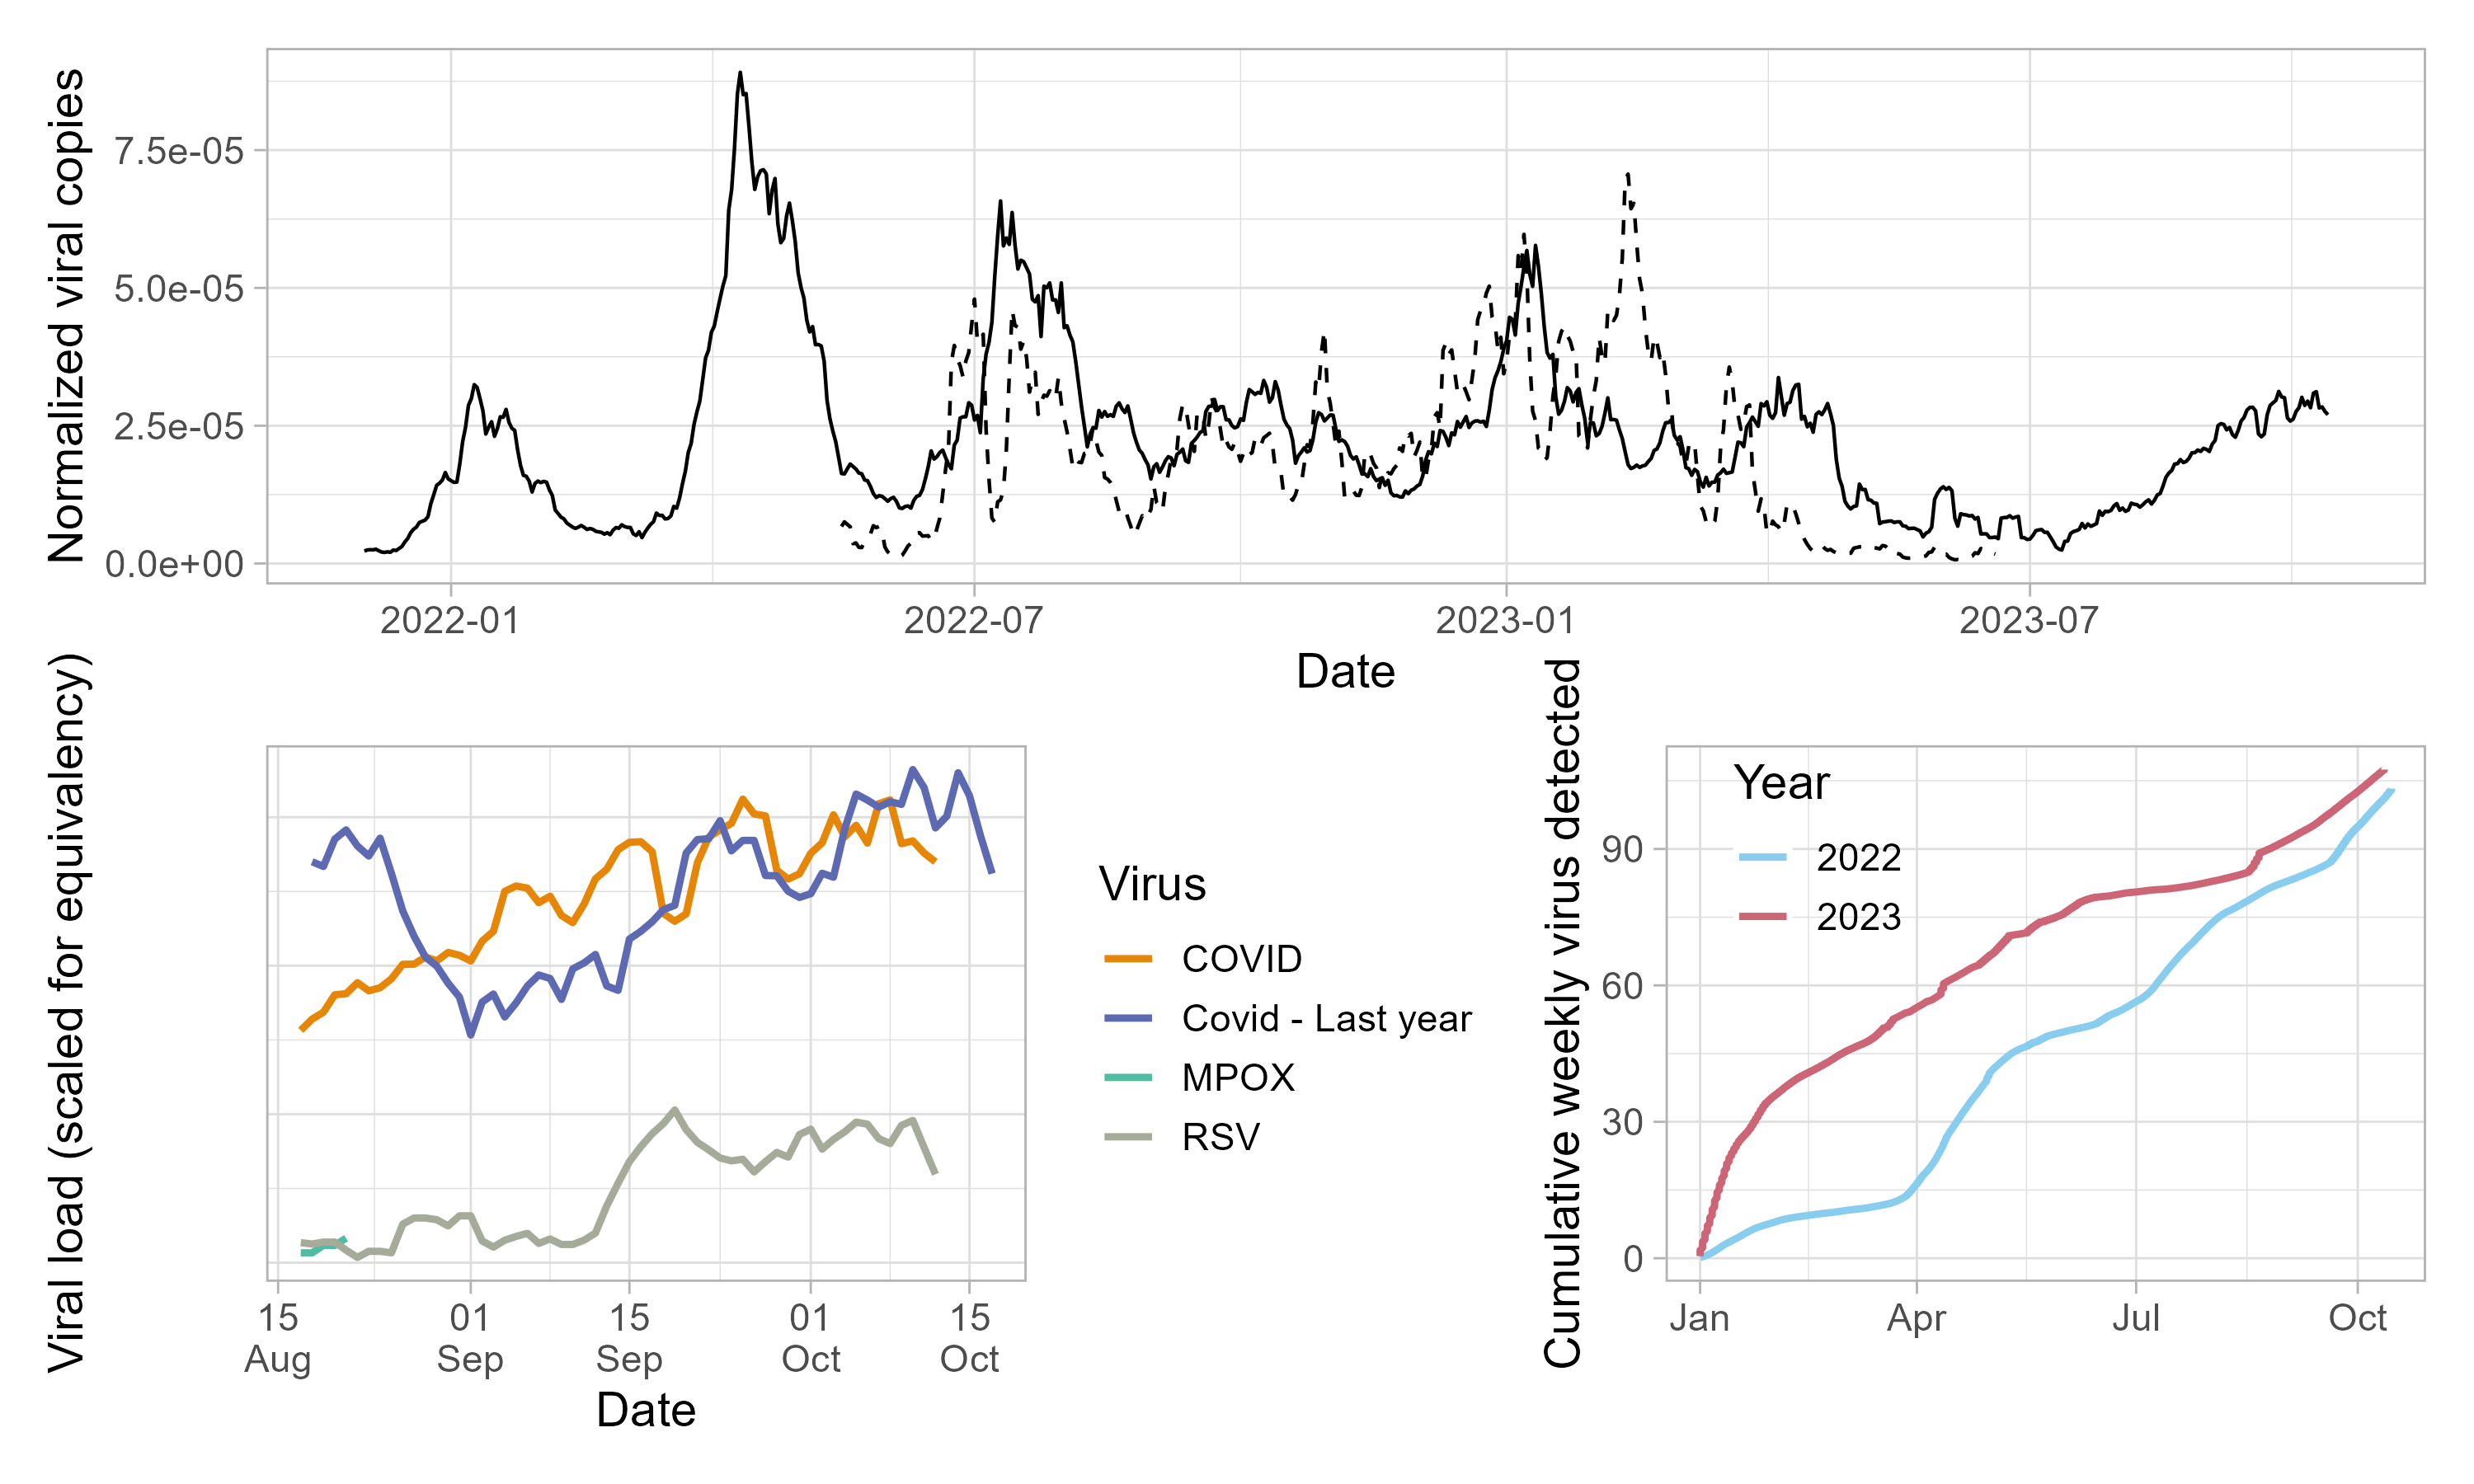 Normalized viral copies
7.5e-05
5.0e-05
2.5e-05
0.0e+00
2022-01
2022-07
2023-01
2023-07
Date
Viral load (scaled for equivalency)
15
Aug
01
Sep
15
Sep
01
Oct
15
Oct
Date
Virus
COVID
Covid - Last year
MPOX
RSV
Cumulative weekly virus detected
90
60
30
0
Year
2022
2023
Jan
Apr
Jul
Oct